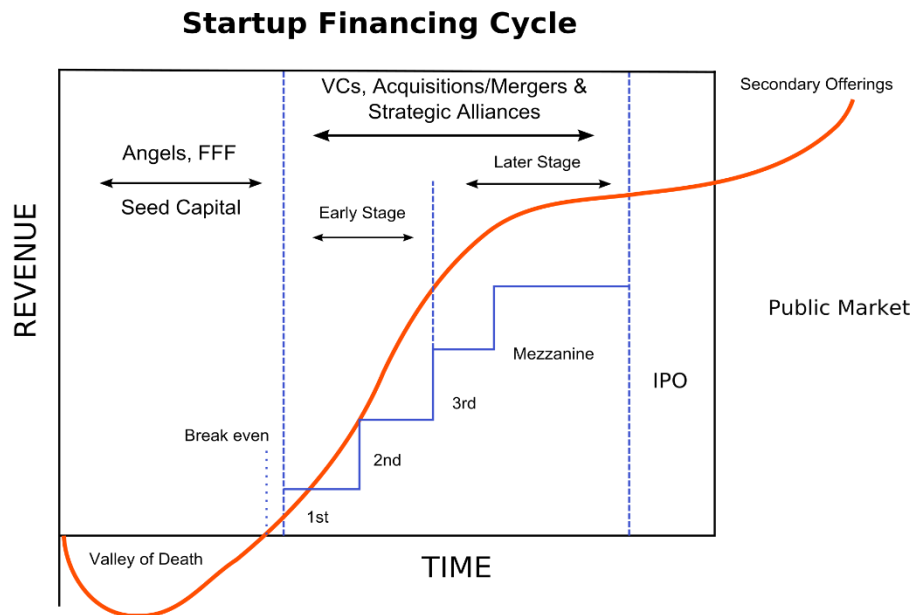 Startup Financing Cycle
VCs, Acquisitions/Mergers &
Strategic Alliances
Secondary Offerings
Angels, FFF
Seed Capital
Later Stage
Early Stage
REVENUE
Public Market
Mezzanine
IPO
3rd
Break even
2nd
1st
Valley of Death
TIME